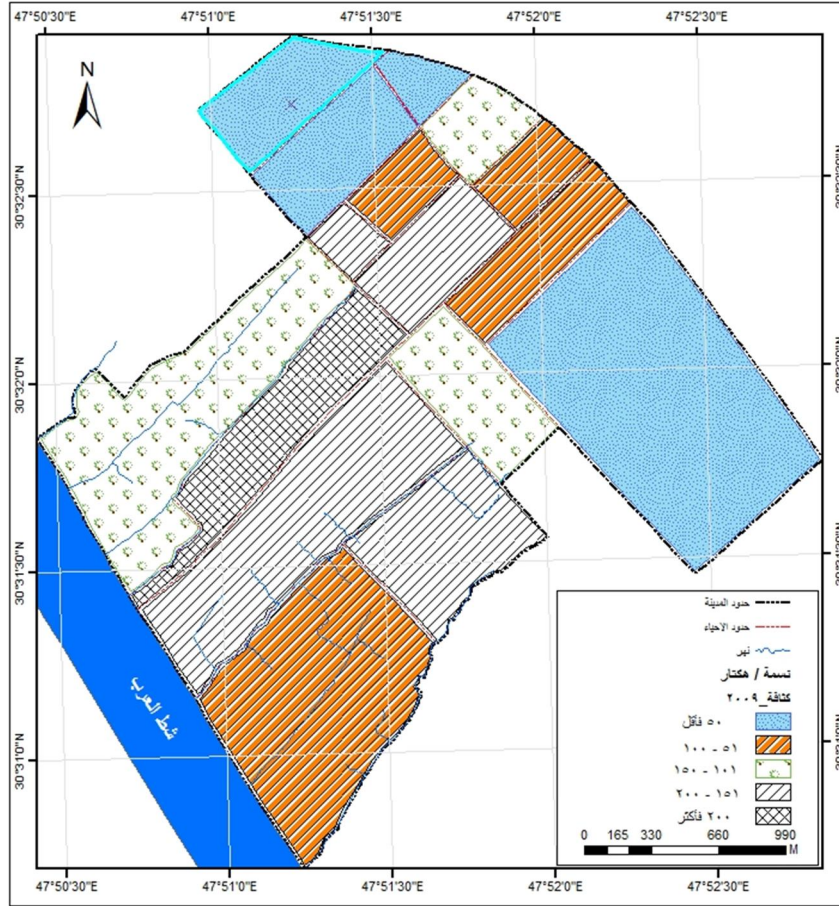 47°50'30"E 47°51'0"E 47°51'30"E 47°52'0"E 47°52'30"E
N
30°32'30"N
30°32'0"N
30°31'30"N
30°31'0"N
شط العرب
حدود المدينة
حدود الاحياء
نهر
نسمة / هكتار
كثافة_٢٠٠٩
٥٠ فأقل
٥١ - ١٠٠
١٠١ - ١٥٠
١٥١ - ٢٠٠
٢٠٠ فأكثر
0 165 330 660 990
M
47°50'30"E 47°51'0"E 47°51'30"E 47°52'0"E 47°52'30"E